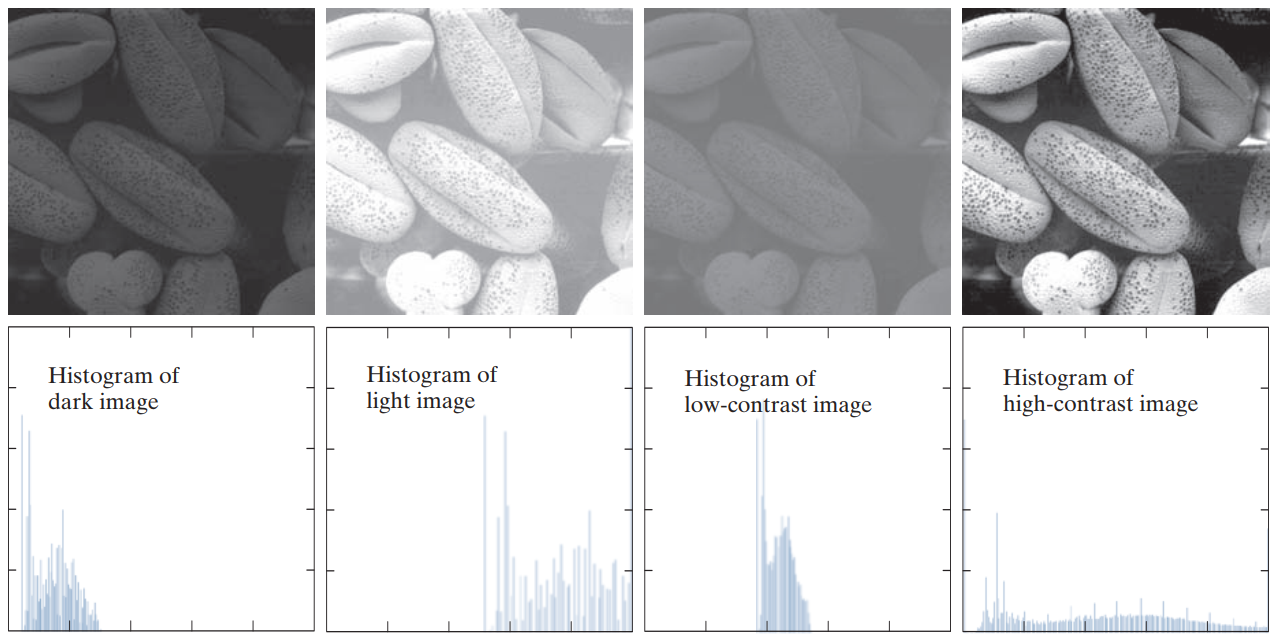 Histogram of
dark image
Histogram of
light image
Histogram of
low-contrast image
Histogram of
high-contrast image